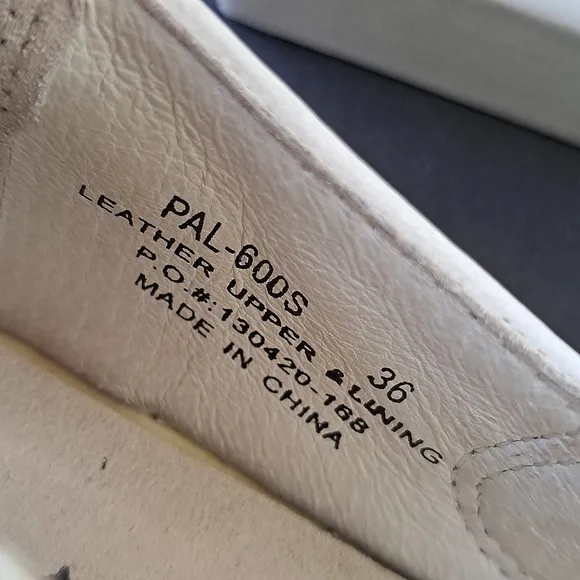 PAL-600S 36
LEATHER UPPER & LINING
P.O.#:130420-168
MADE IN CHINA